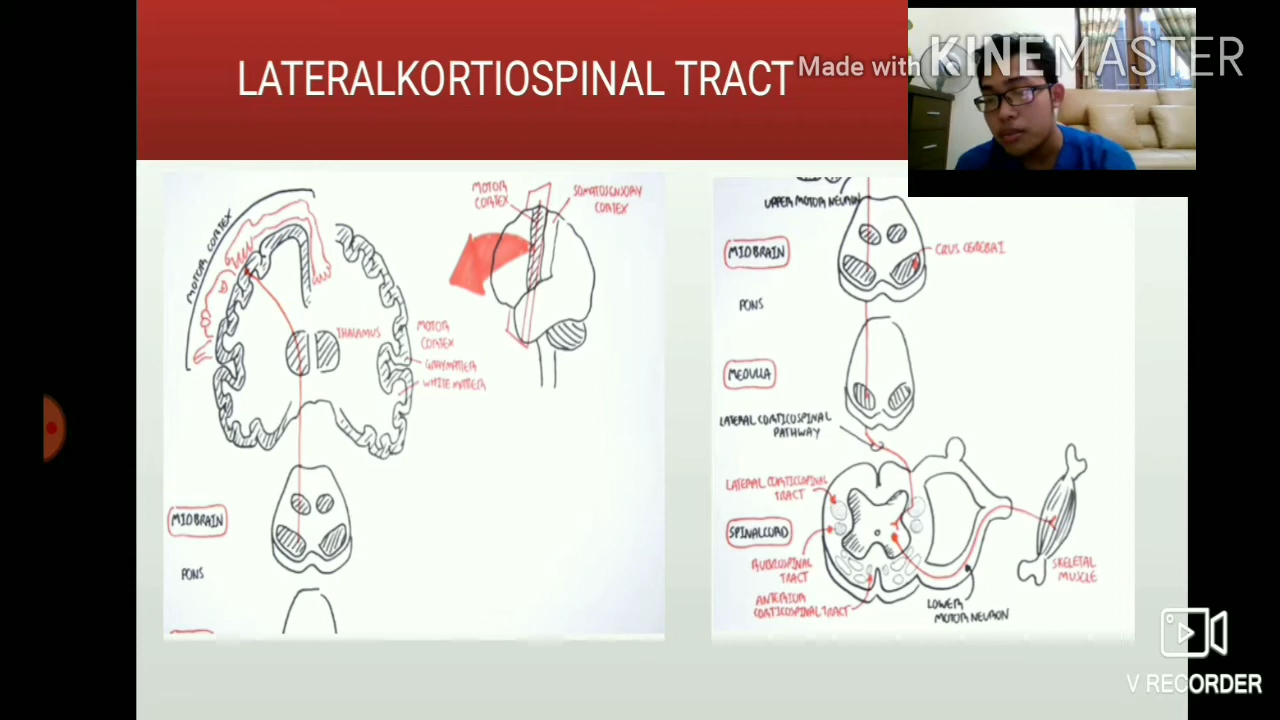 LATERALKORTIOSPINAL TRACT
Made with KINEMASTER
MOTOR CORTEX
MOTOR
CORTEX
SOMATOSENSORY
CORTEX
THALAMUS
MOTOR
CORTEX
GRAY MATTER
WHITE MATTER
MIDBRAIN
PONS
UPPER MOTOR NEURON
MIDBRAIN
CRUS CEREBRI
PONS
MEDULLA
LATERAL CORTICOSPINAL
PATHWAY
LATERAL CORTICOSPINAL
TRACT
SPINALCORD
RUBROSPINAL
TRACT
ANTERIOR
CORTICOSPINAL TRACT
LOWER
MOTOR NEURON
SKELETAL
MUSCLE
V RECORDER